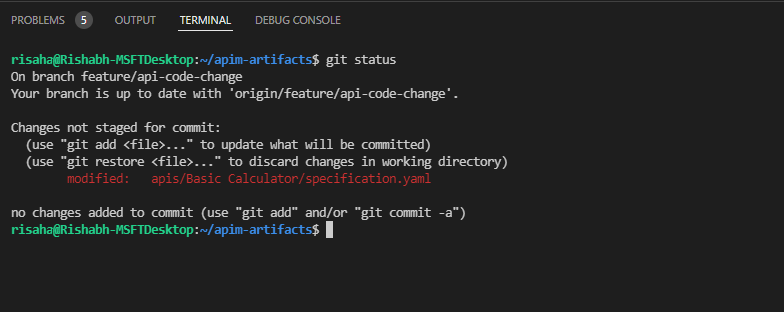 PROBLEMS 5 OUTPUT TERMINAL DEBUG CONSOLE
risaha@Rishabh-MSFTDesktop:~/apim-artifacts$ git status
On branch feature/api-code-change
Your branch is up to date with 'origin/feature/api-code-change'.
Changes not staged for commit:
(use "git add <file>..." to update what will be committed)
(use "git restore <file>..." to discard changes in working directory)
modified: apis/Basic Calculator/specification.yaml
no changes added to commit (use "git add" and/or "git commit -a")
risaha@Rishabh-MSFTDesktop:~/apim-artifacts$